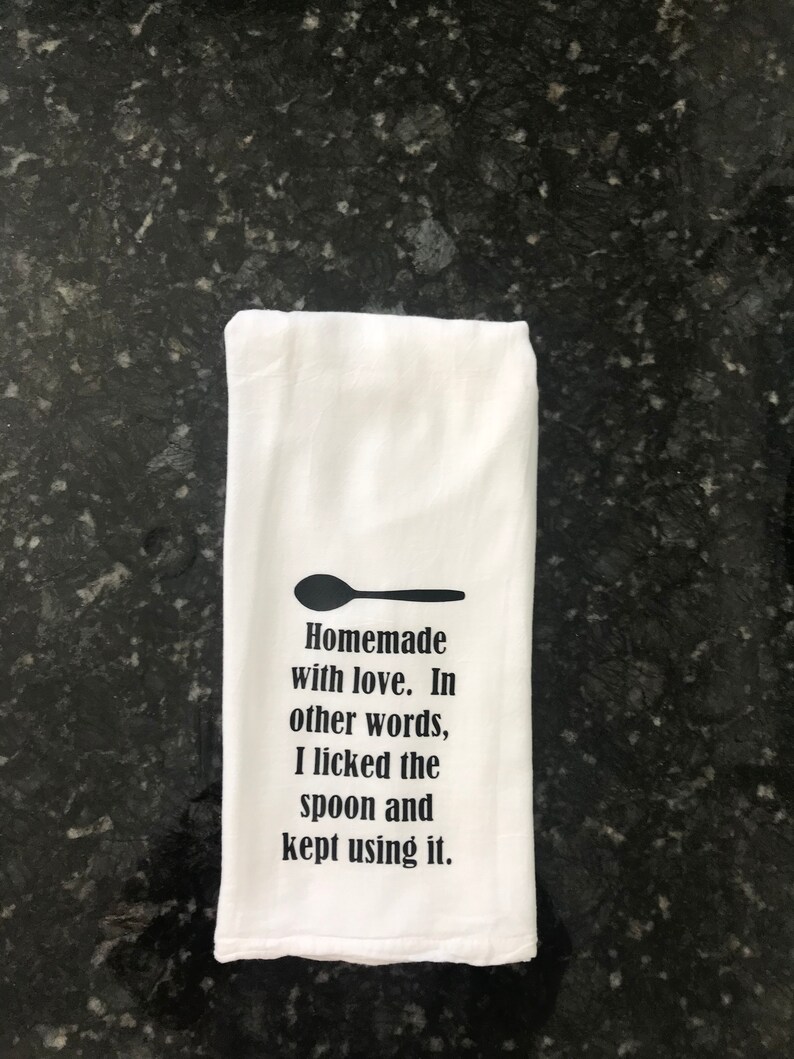 Homemade
with love.  In
other words,
I licked the
spoon and
kept using it.